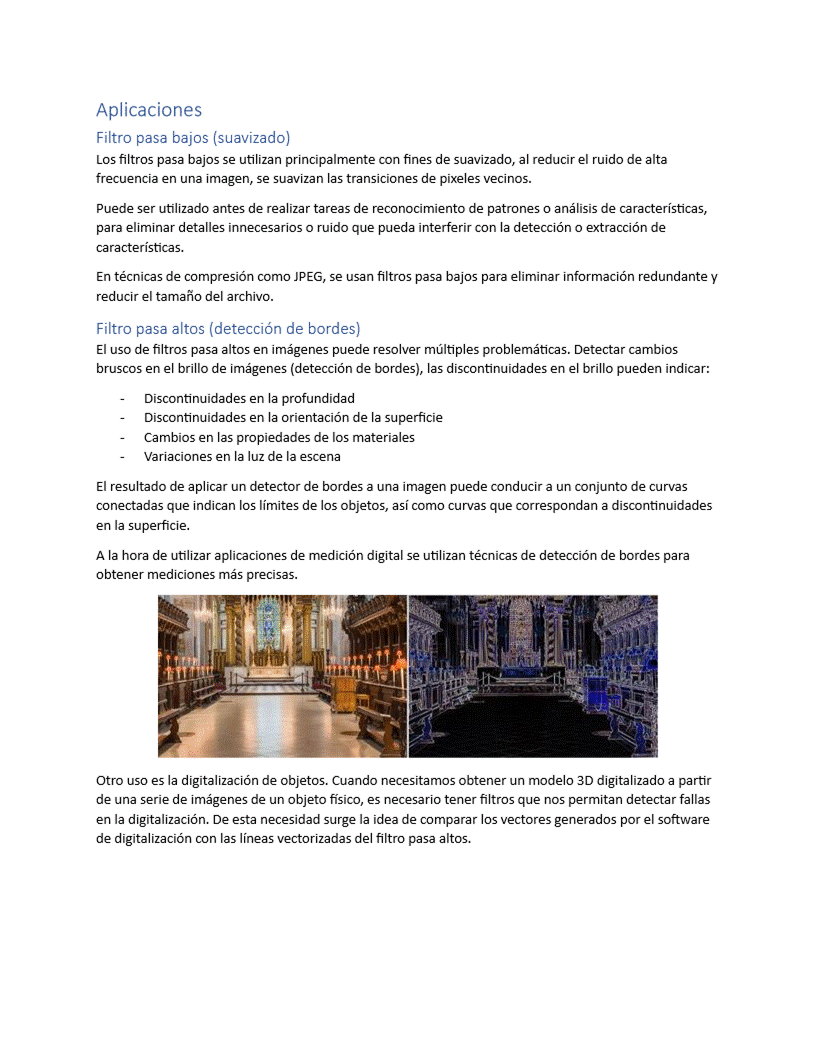 Aplicaciones
Filtro pasa bajos (suavizado)
Los filtros pasa bajos se utilizan principalmente con fines de suavizado, al reducir el ruido de alta
frecuencia en una imagen, se suavizan las transiciones de pixeles vecinos.
Puede ser utilizado antes de realizar tareas de reconocimiento de patrones o análisis de características,
para eliminar detalles innecesarios o ruido que pueda interferir con la detección o extracción de
características.
En técnicas de compresión como JPEG, se usan filtros pasa bajos para eliminar información redundante y
reducir el tamaño del archivo.
Filtro pasa altos (detección de bordes)
El uso de filtros pasa altos en imágenes puede resolver múltiples problemáticas. Detectar cambios
bruscos en el brillo de imágenes (detección de bordes), las discontinuidades en el brillo pueden indicar:
- Discontinuidades en la profundidad
- Discontinuidades en la orientación de la superficie
- Cambios en las propiedades de los materiales
- Variaciones en la luz de la escena
El resultado de aplicar un detector de bordes a una imagen puede conducir a un conjunto de curvas
conectadas que indican los límites de los objetos, así como curvas que correspondan a discontinuidades
en la superficie.
A la hora de utilizar aplicaciones de medición digital se utilizan técnicas de detección de bordes para
obtener mediciones más precisas.
Otro uso es la digitalización de objetos. Cuando necesitamos obtener un modelo 3D digitalizado a partir
de una serie de imágenes de un objeto físico, es necesario tener filtros que nos permitan detectar fallas
en la digitalización. De esta necesidad surge la idea de comparar los vectores generados por el software
de digitalización con las líneas vectorizadas del filtro pasa altos.